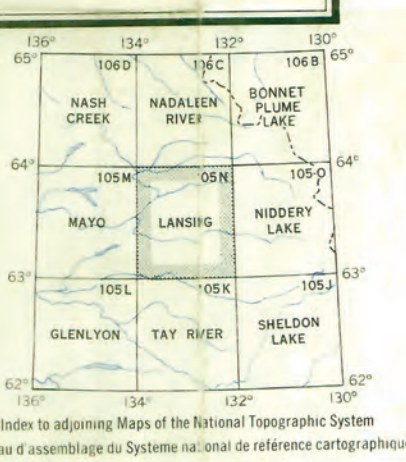 136° 134° 132° 130°
65° 65°
106D 106C 106B
NASH CREEK NADALEEN RIVER BONNET PLUME LAKE
64° 64°
105M 105N 105O
MAYO LANSING NIDDERY LAKE
63° 63°
105L 105K 105J
GLENLYON TAY RIVER SHELDON LAKE
62° 62°
136° 134° 132° 130°
Index to adjoining Maps of the National Topographic System
au d'assemblage du Systeme national de reférence cartographique